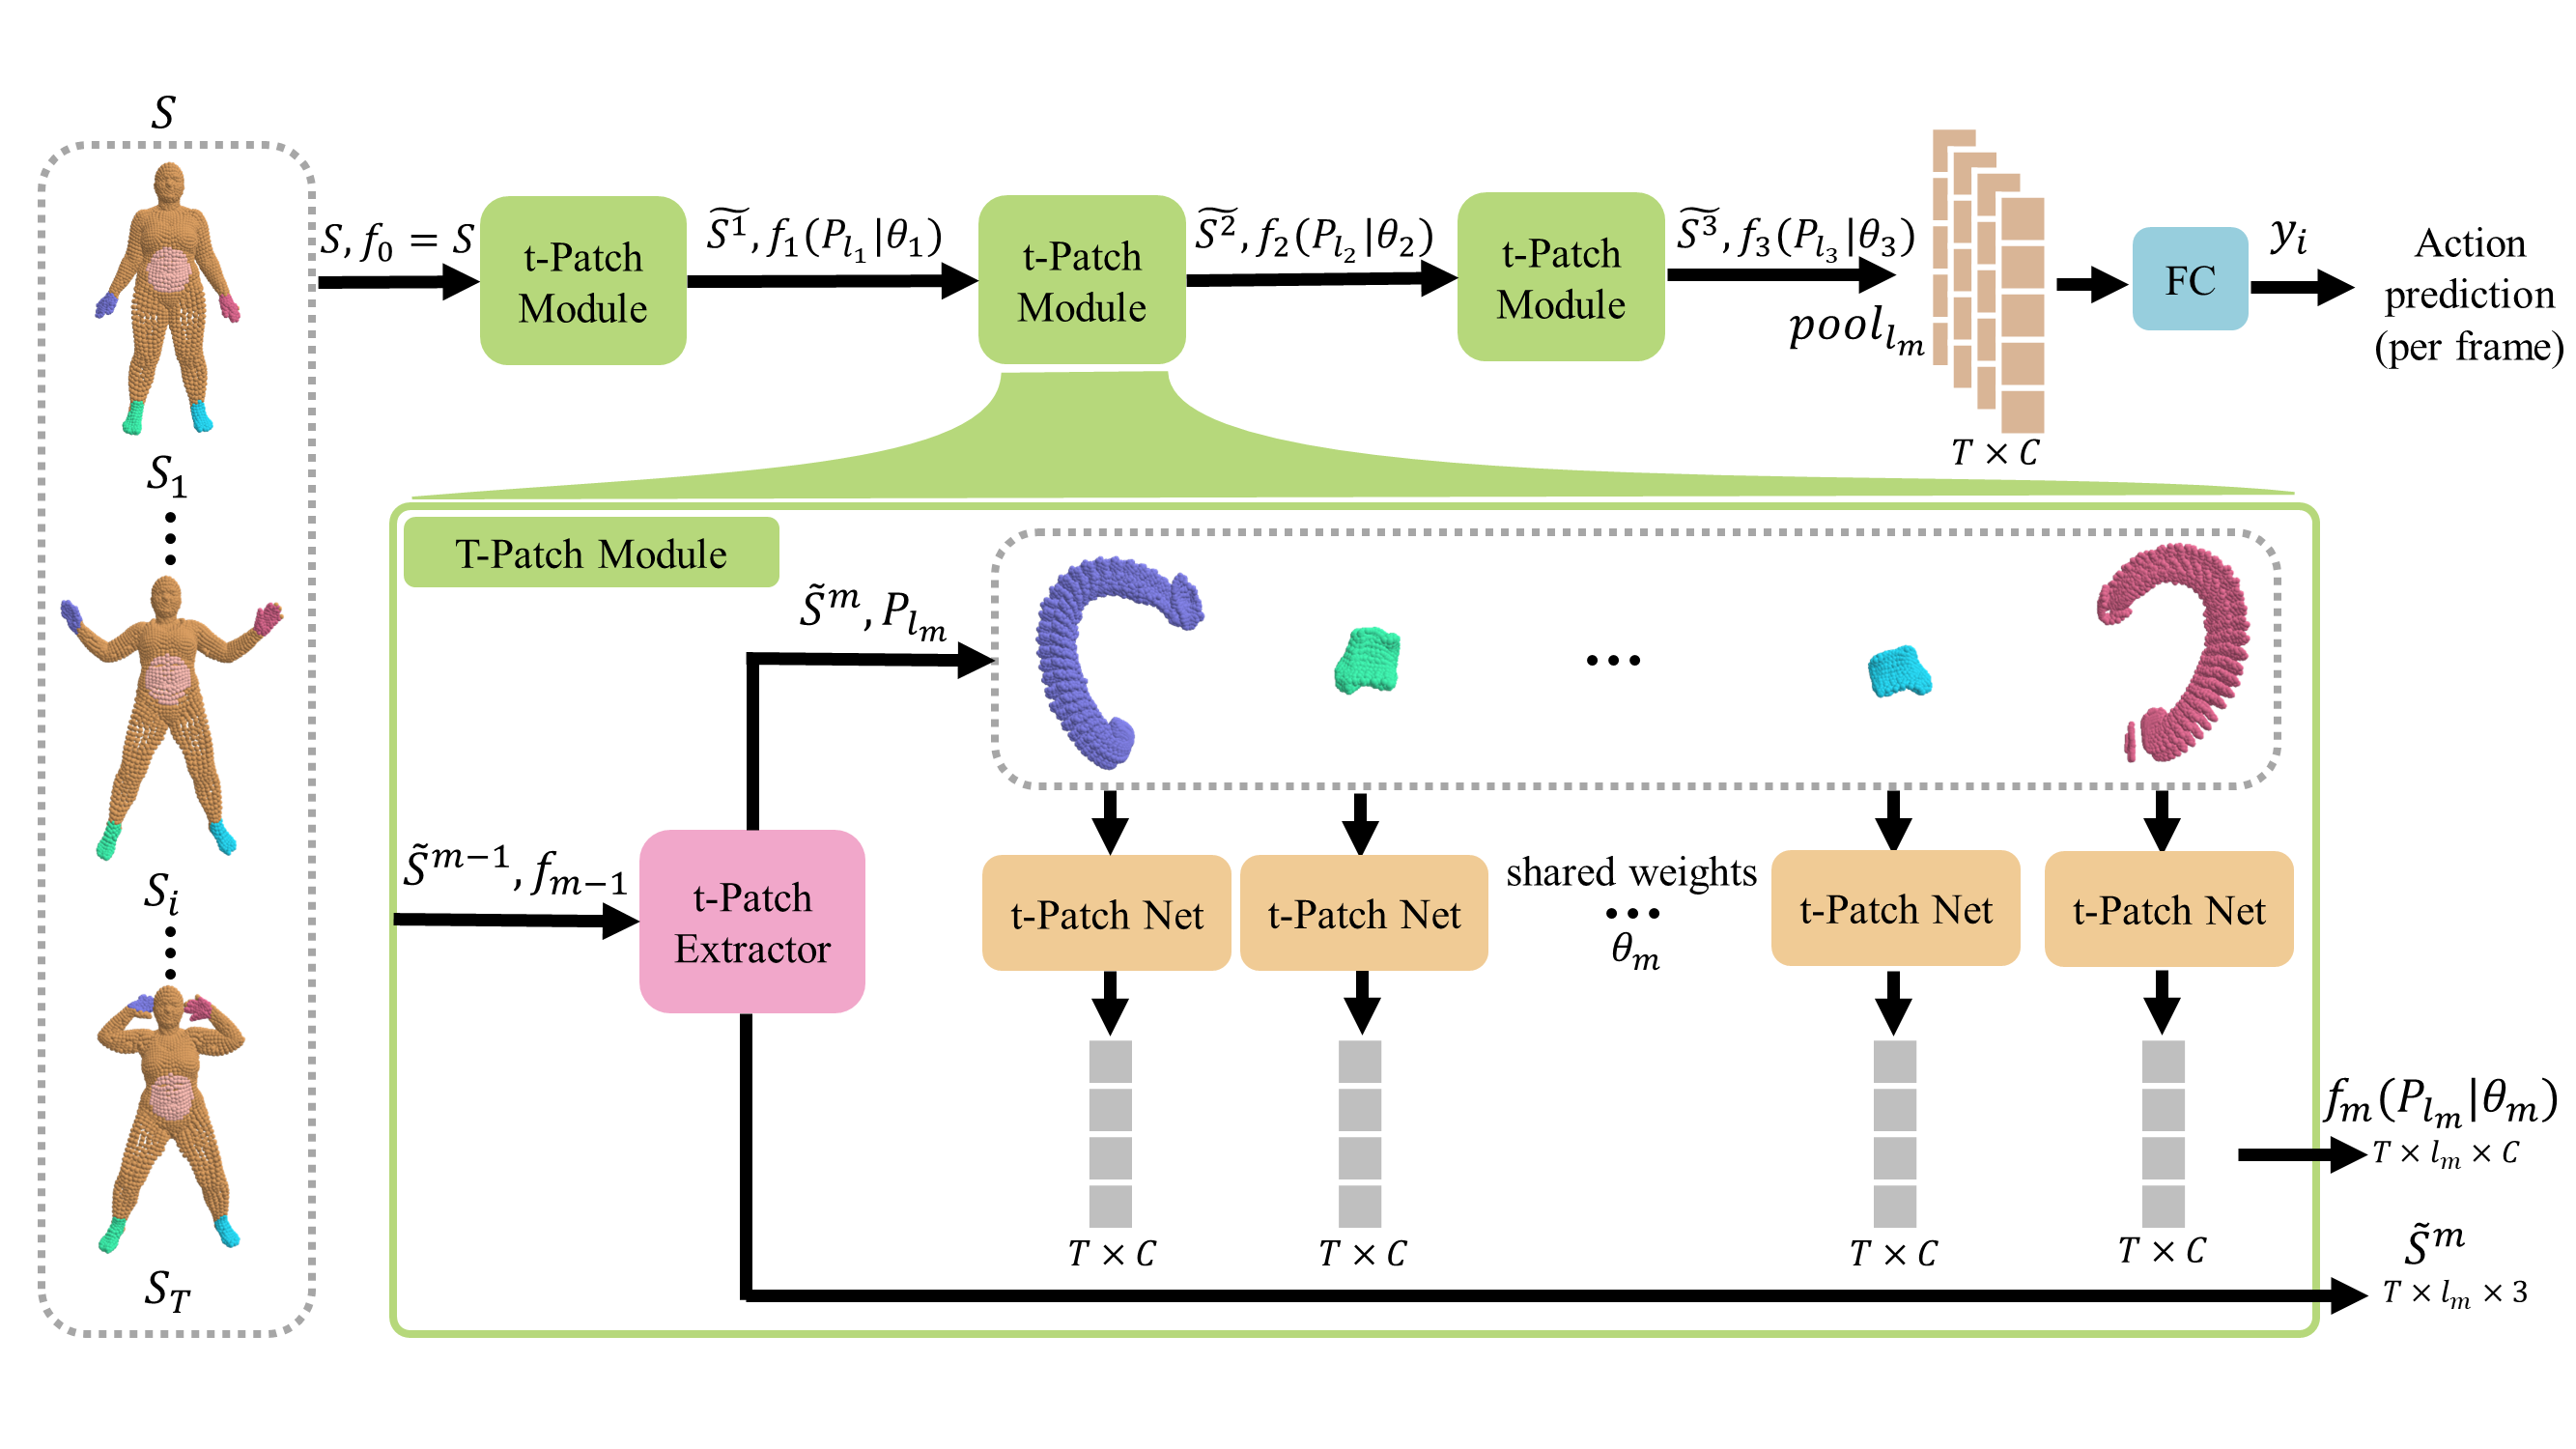 S
S₁
Sᵢ
S_T
S, f₀ = S
t-Patch
Module
S̃¹, f₁(P_{l₁}|θ₁)
t-Patch
Module
S̃², f₂(P_{l₂}|θ₂)
t-Patch
Module
S̃³, f₃(P_{l₃}|θ₃)
pool_{l_m}
T × C
FC
yᵢ
Action
prediction
(per frame)
T-Patch Module
S̃ᵐ, P_{l_m}
...
S̃ᵐ⁻¹, f_{m−1}
t-Patch
Extractor
t-Patch Net
t-Patch Net
shared weights
...
θ_m
t-Patch Net
t-Patch Net
T × C
T × C
T × C
T × C
f_m(P_{l_m}|θ_m)
T × l_m × C
S̃ᵐ
T × l_m × 3